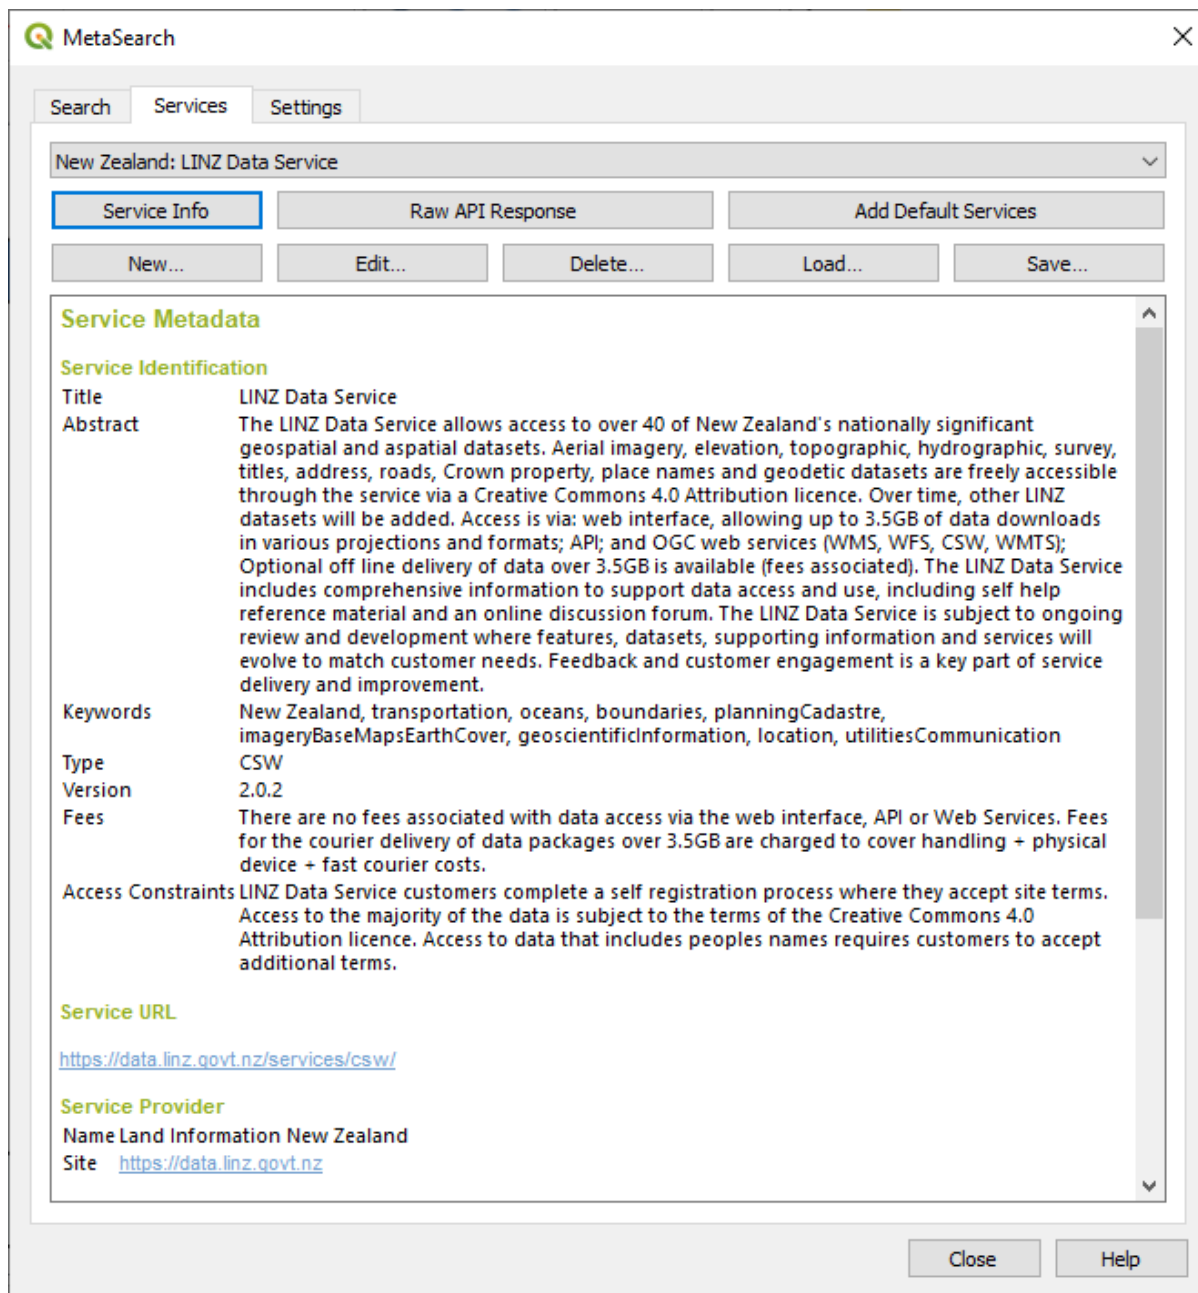 MetaSearch
Search Services Settings
New Zealand: LINZ Data Service
Service Info Raw API Response Add Default Services
New... Edit... Delete... Load... Save...
Service Metadata
Service Identification
Title LINZ Data Service
Abstract The LINZ Data Service allows access to over 40 of New Zealand's nationally significant
geospatial and aspatial datasets. Aerial imagery, elevation, topographic, hydrographic, survey,
titles, address, roads, Crown property, place names and geodetic datasets are freely accessible
through the service via a Creative Commons 4.0 Attribution licence. Over time, other LINZ
datasets will be added. Access is via: web interface, allowing up to 3.5GB of data downloads
in various projections and formats; API; and OGC web services (WMS, WFS, CSW, WMTS);
Optional off line delivery of data over 3.5GB is available (fees associated). The LINZ Data Service
includes comprehensive information to support data access and use, including self help
reference material and an online discussion forum. The LINZ Data Service is subject to ongoing
review and development where features, datasets, supporting information and services will
evolve to match customer needs. Feedback and customer engagement is a key part of service
delivery and improvement.
Keywords New Zealand, transportation, oceans, boundaries, planningCadastre,
imageryBaseMapsEarthCover, geoscientificInformation, location, utilitiesCommunication
Type CSW
Version 2.0.2
Fees There are no fees associated with data access via the web interface, API or Web Services. Fees
for the courier delivery of data packages over 3.5GB are charged to cover handling + physical
device + fast courier costs.
Access Constraints LINZ Data Service customers complete a self registration process where they accept site terms.
Access to the majority of the data is subject to the terms of the Creative Commons 4.0
Attribution licence. Access to data that includes peoples names requires customers to accept
additional terms.
Service URL
https://data.linz.govt.nz/services/csw/
Service Provider
Name Land Information New Zealand
Site https://data.linz.govt.nz
Close Help